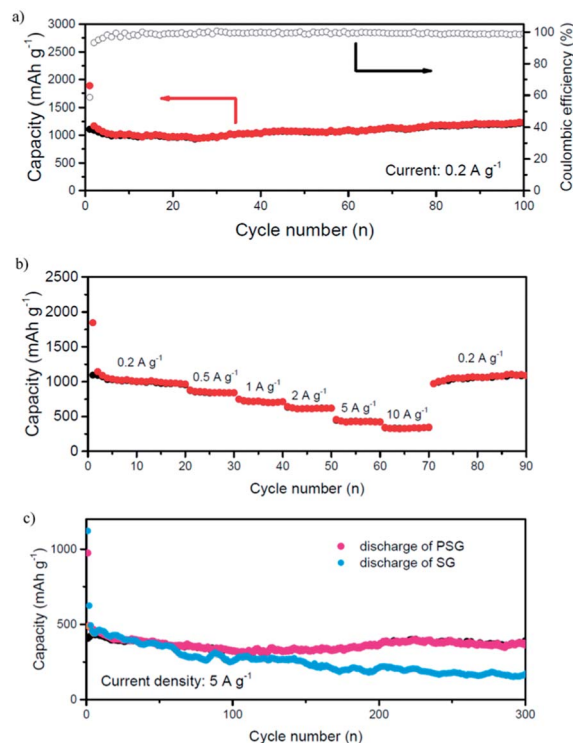 a)
3000
2500
2000
1500
1000
500
0
Capacity (mAh g⁻¹)
100
80
60
40
20
0
Coulombic efficiency (%)
Current: 0.2 A g⁻¹
0 20 40 60 80 100
Cycle number (n)
b)
2500
2000
1500
1000
500
0
Capacity (mAh g⁻¹)
0.2 A g⁻¹
0.5 A g⁻¹
1 A g⁻¹
2 A g⁻¹
5 A g⁻¹
10 A g⁻¹
0.2 A g⁻¹
0 10 20 30 40 50 60 70 80 90
Cycle number (n)
c)
1000
500
0
Capacity (mAh g⁻¹)
discharge of PSG
discharge of SG
Current density: 5 A g⁻¹
0 100 200 300
Cycle number (n)